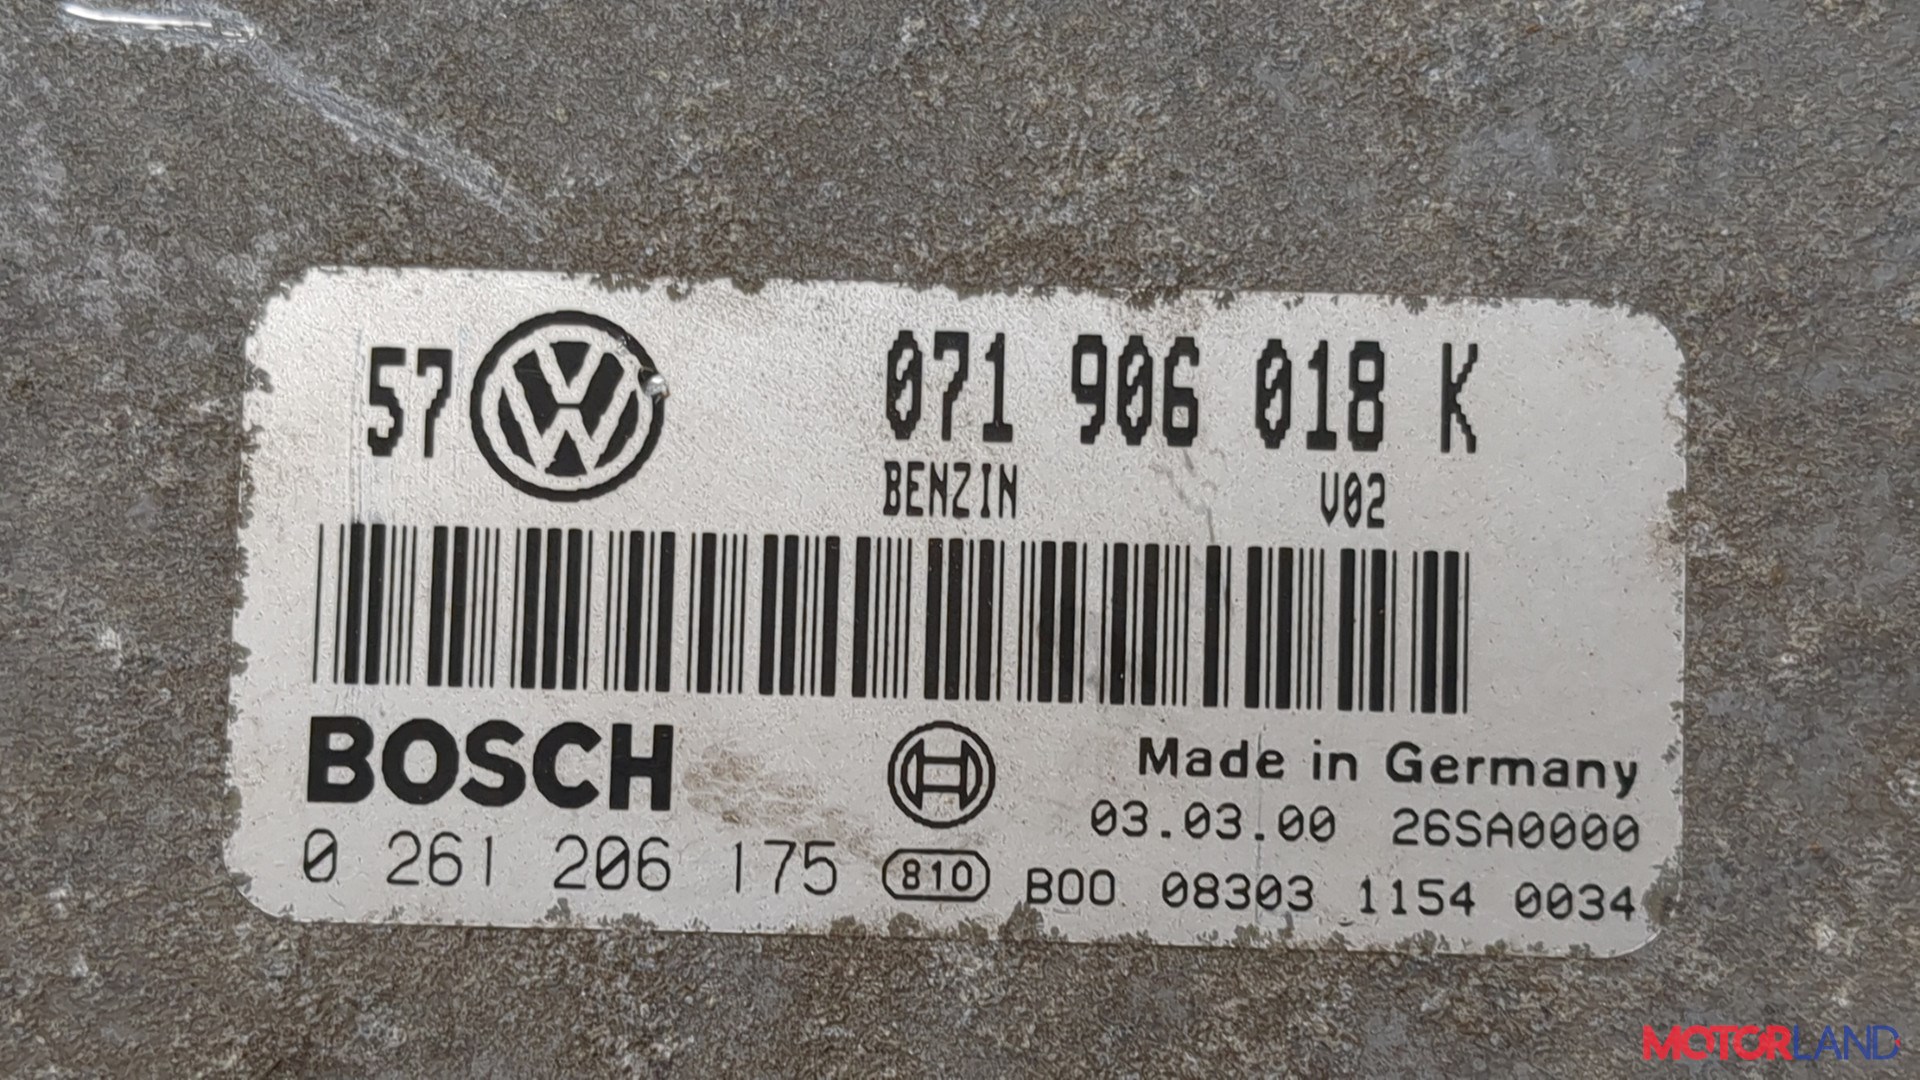 57 VW 071 906 018 K
BENZIN V02
BOSCH
Made in Germany
03.03.00 26SA0000
0 261 206 175 810 B00 08303 1154 0034
MOTORLAND